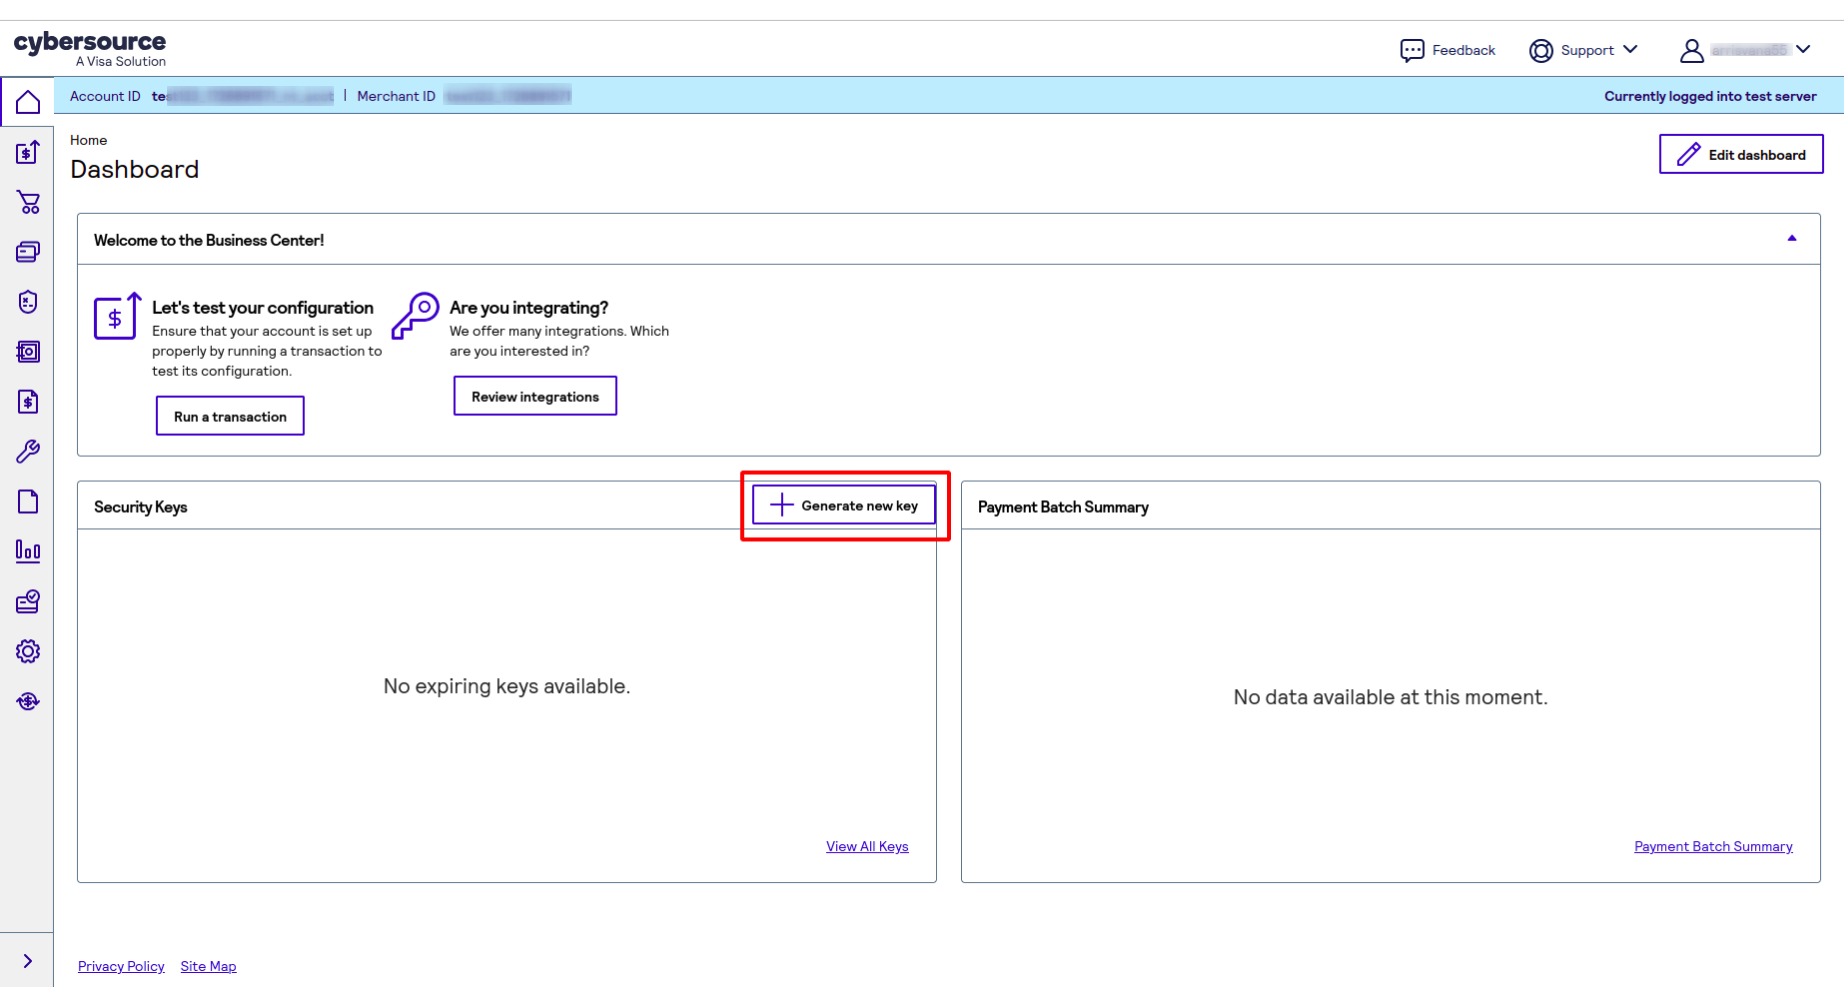 cybersource
A Visa Solution
Feedback
Support
Account ID
Merchant ID
Currently logged into test server
Home
Dashboard
Edit dashboard
Welcome to the Business Center!
Let's test your configuration
Ensure that your account is set up
properly by running a transaction to
test its configuration.
Run a transaction
Are you integrating?
We offer many integrations. Which
are you interested in?
Review integrations
Security Keys
Generate new key
No expiring keys available.
View All Keys
Payment Batch Summary
No data available at this moment.
Payment Batch Summary
Privacy Policy
Site Map